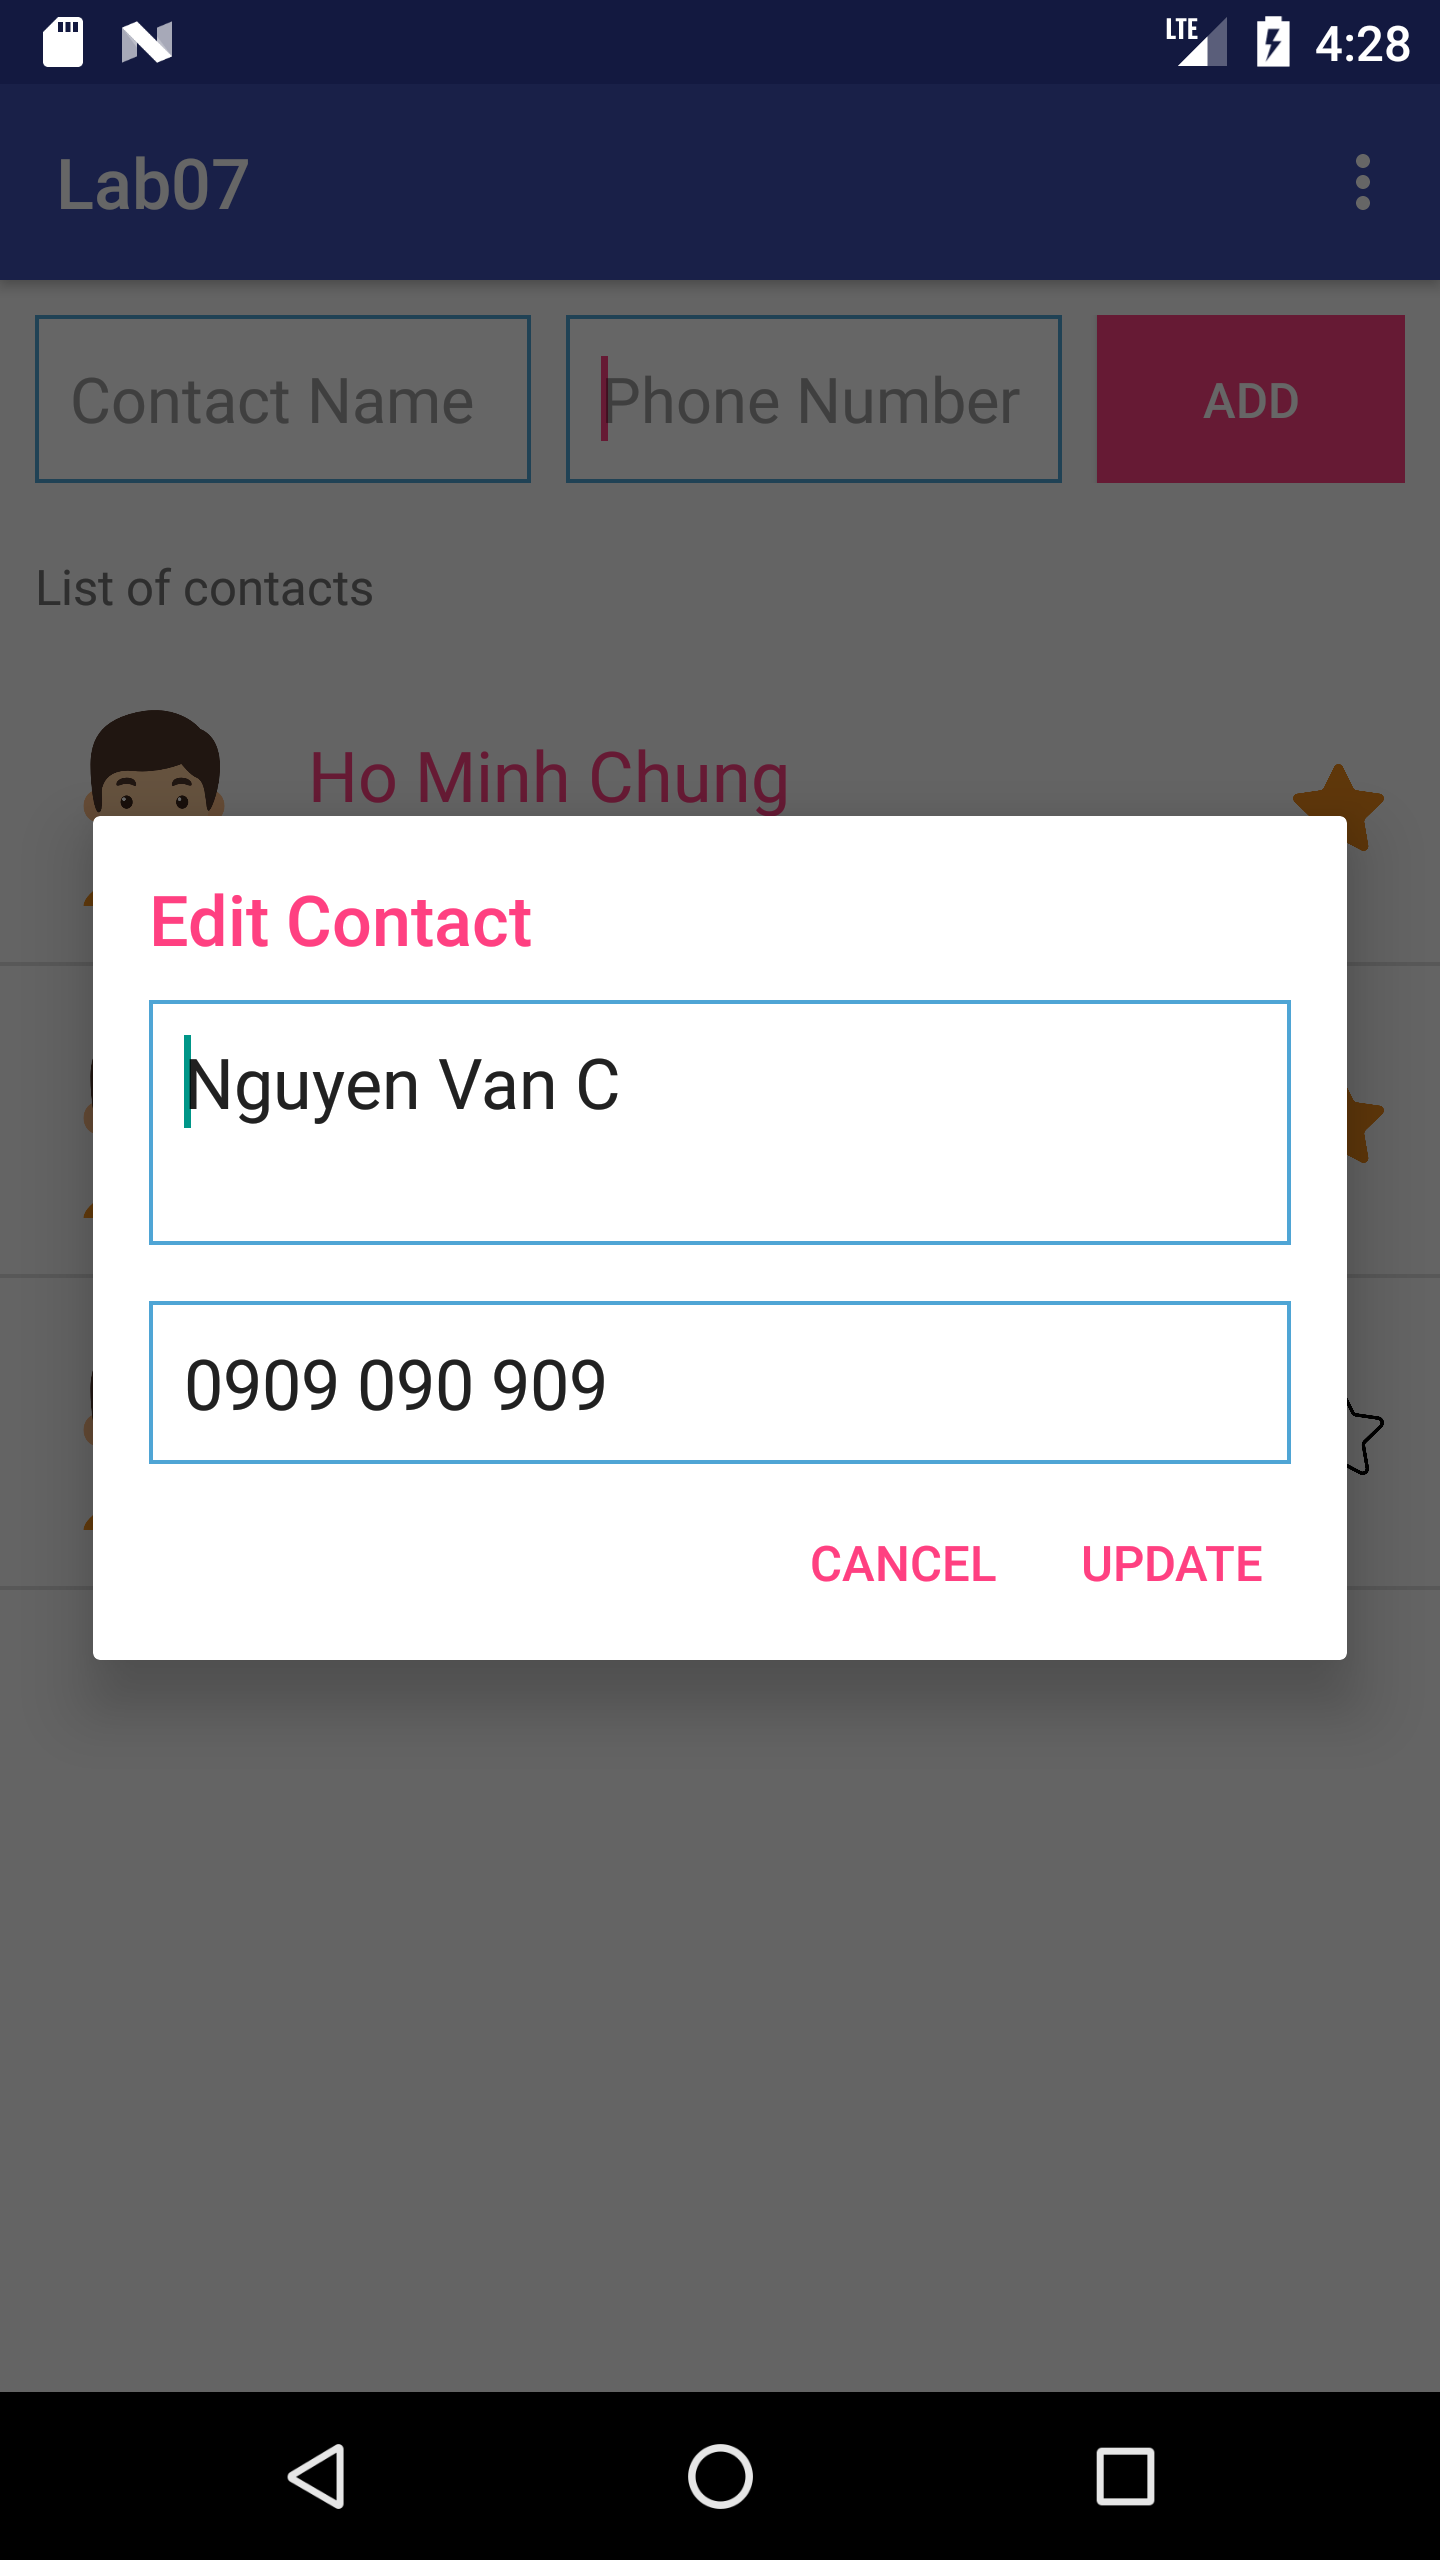 LTE 4:28
Lab07
Contact Name Phone Number ADD
List of contacts
Ho Minh Chung
Edit Contact
Nguyen Van C
0909 090 909
CANCEL UPDATE